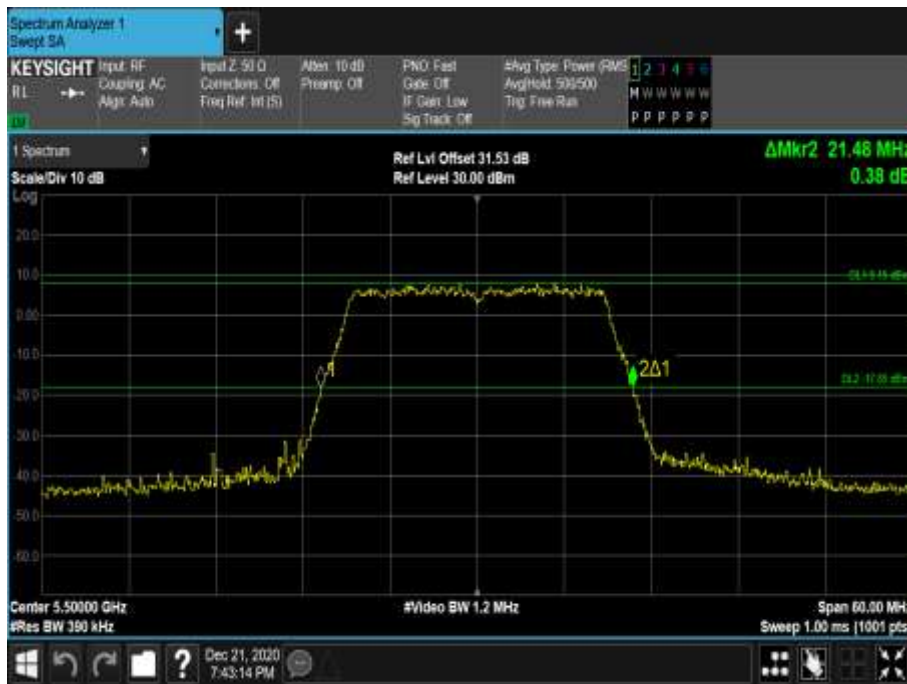 Spectrum Analyzer 1
Swept SA
+
KEYSIGHT Input: RF
RL
Coupling: AC
Align: Auto
Input Z: 50 Ω
Corrections: Off
Freq Ref: Int (S)
Atten: 10 dB
Preamp: Off
PNO: Fast
Gate: Off
IF Gain: Low
Sig Track: Off
#Avg Type: Power (RMS
Avg|Hold: 500/500
Trig: Free Run
1 2 3 4 5 6
M W W W W W
P P P P P P
1 Spectrum
Scale/Div 10 dB
Log
Ref Lvl Offset 31.53 dB
Ref Level 30.00 dBm
ΔMkr2 21.48 MHz
0.38 dB
20.0
10.0
0.00
-10.0
-20.0
-30.0
-40.0
-50.0
-60.0
1
2Δ1
Center 5.50000 GHz
#Res BW 390 kHz
#Video BW 1.2 MHz
Span 60.00 MHz
Sweep 1.00 ms (1001 pts
?
Dec 21, 2020
7:43:14 PM